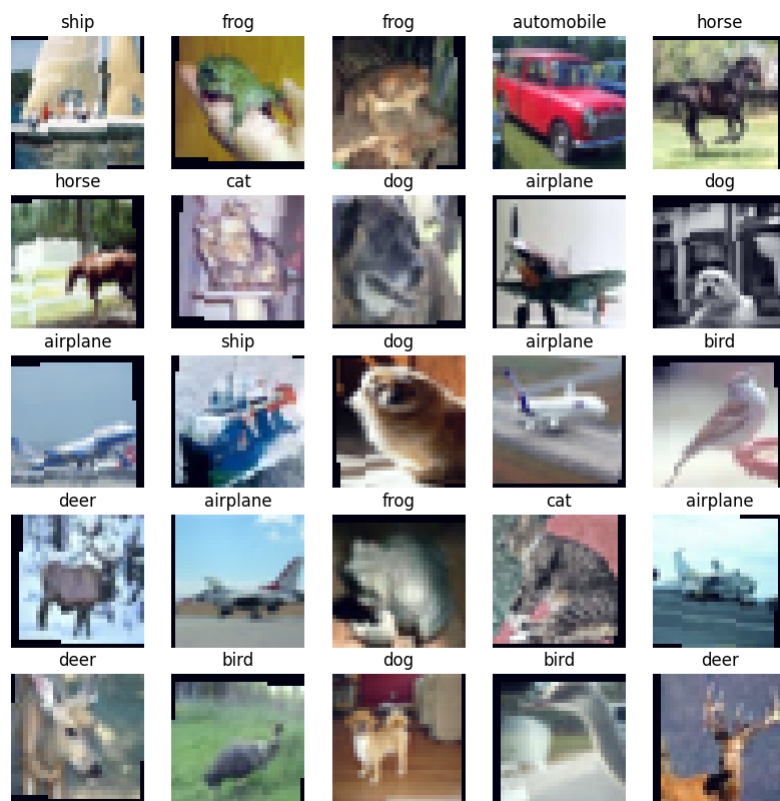 ship frog frog automobile horse
horse cat dog airplane dog
airplane ship dog airplane bird
deer airplane frog cat airplane
deer bird dog bird deer